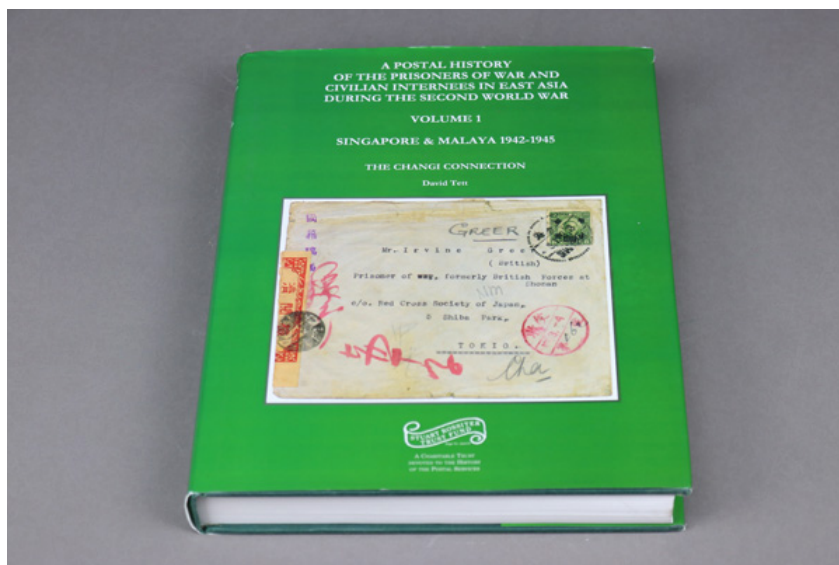 A POSTAL HISTORY
OF THE PRISONERS OF WAR AND
CIVILIAN INTERNEES IN EAST ASIA
DURING THE SECOND WORLD WAR
VOLUME 1
SINGAPORE & MALAYA 1942-1945
THE CHANGI CONNECTION
David Tett
GREER
Mr. Irvine Greer
(British)
Prisoner of war, formerly British Forces at
Shonan
c/o. Red Cross Society of Japan,
5 Shiba Park,
TOKIO.
Cha
STUART ROSSITER
TRUST FUND
A CHARITABLE TRUST
DEVOTED TO THE HISTORY
OF THE POSTAL SERVICES